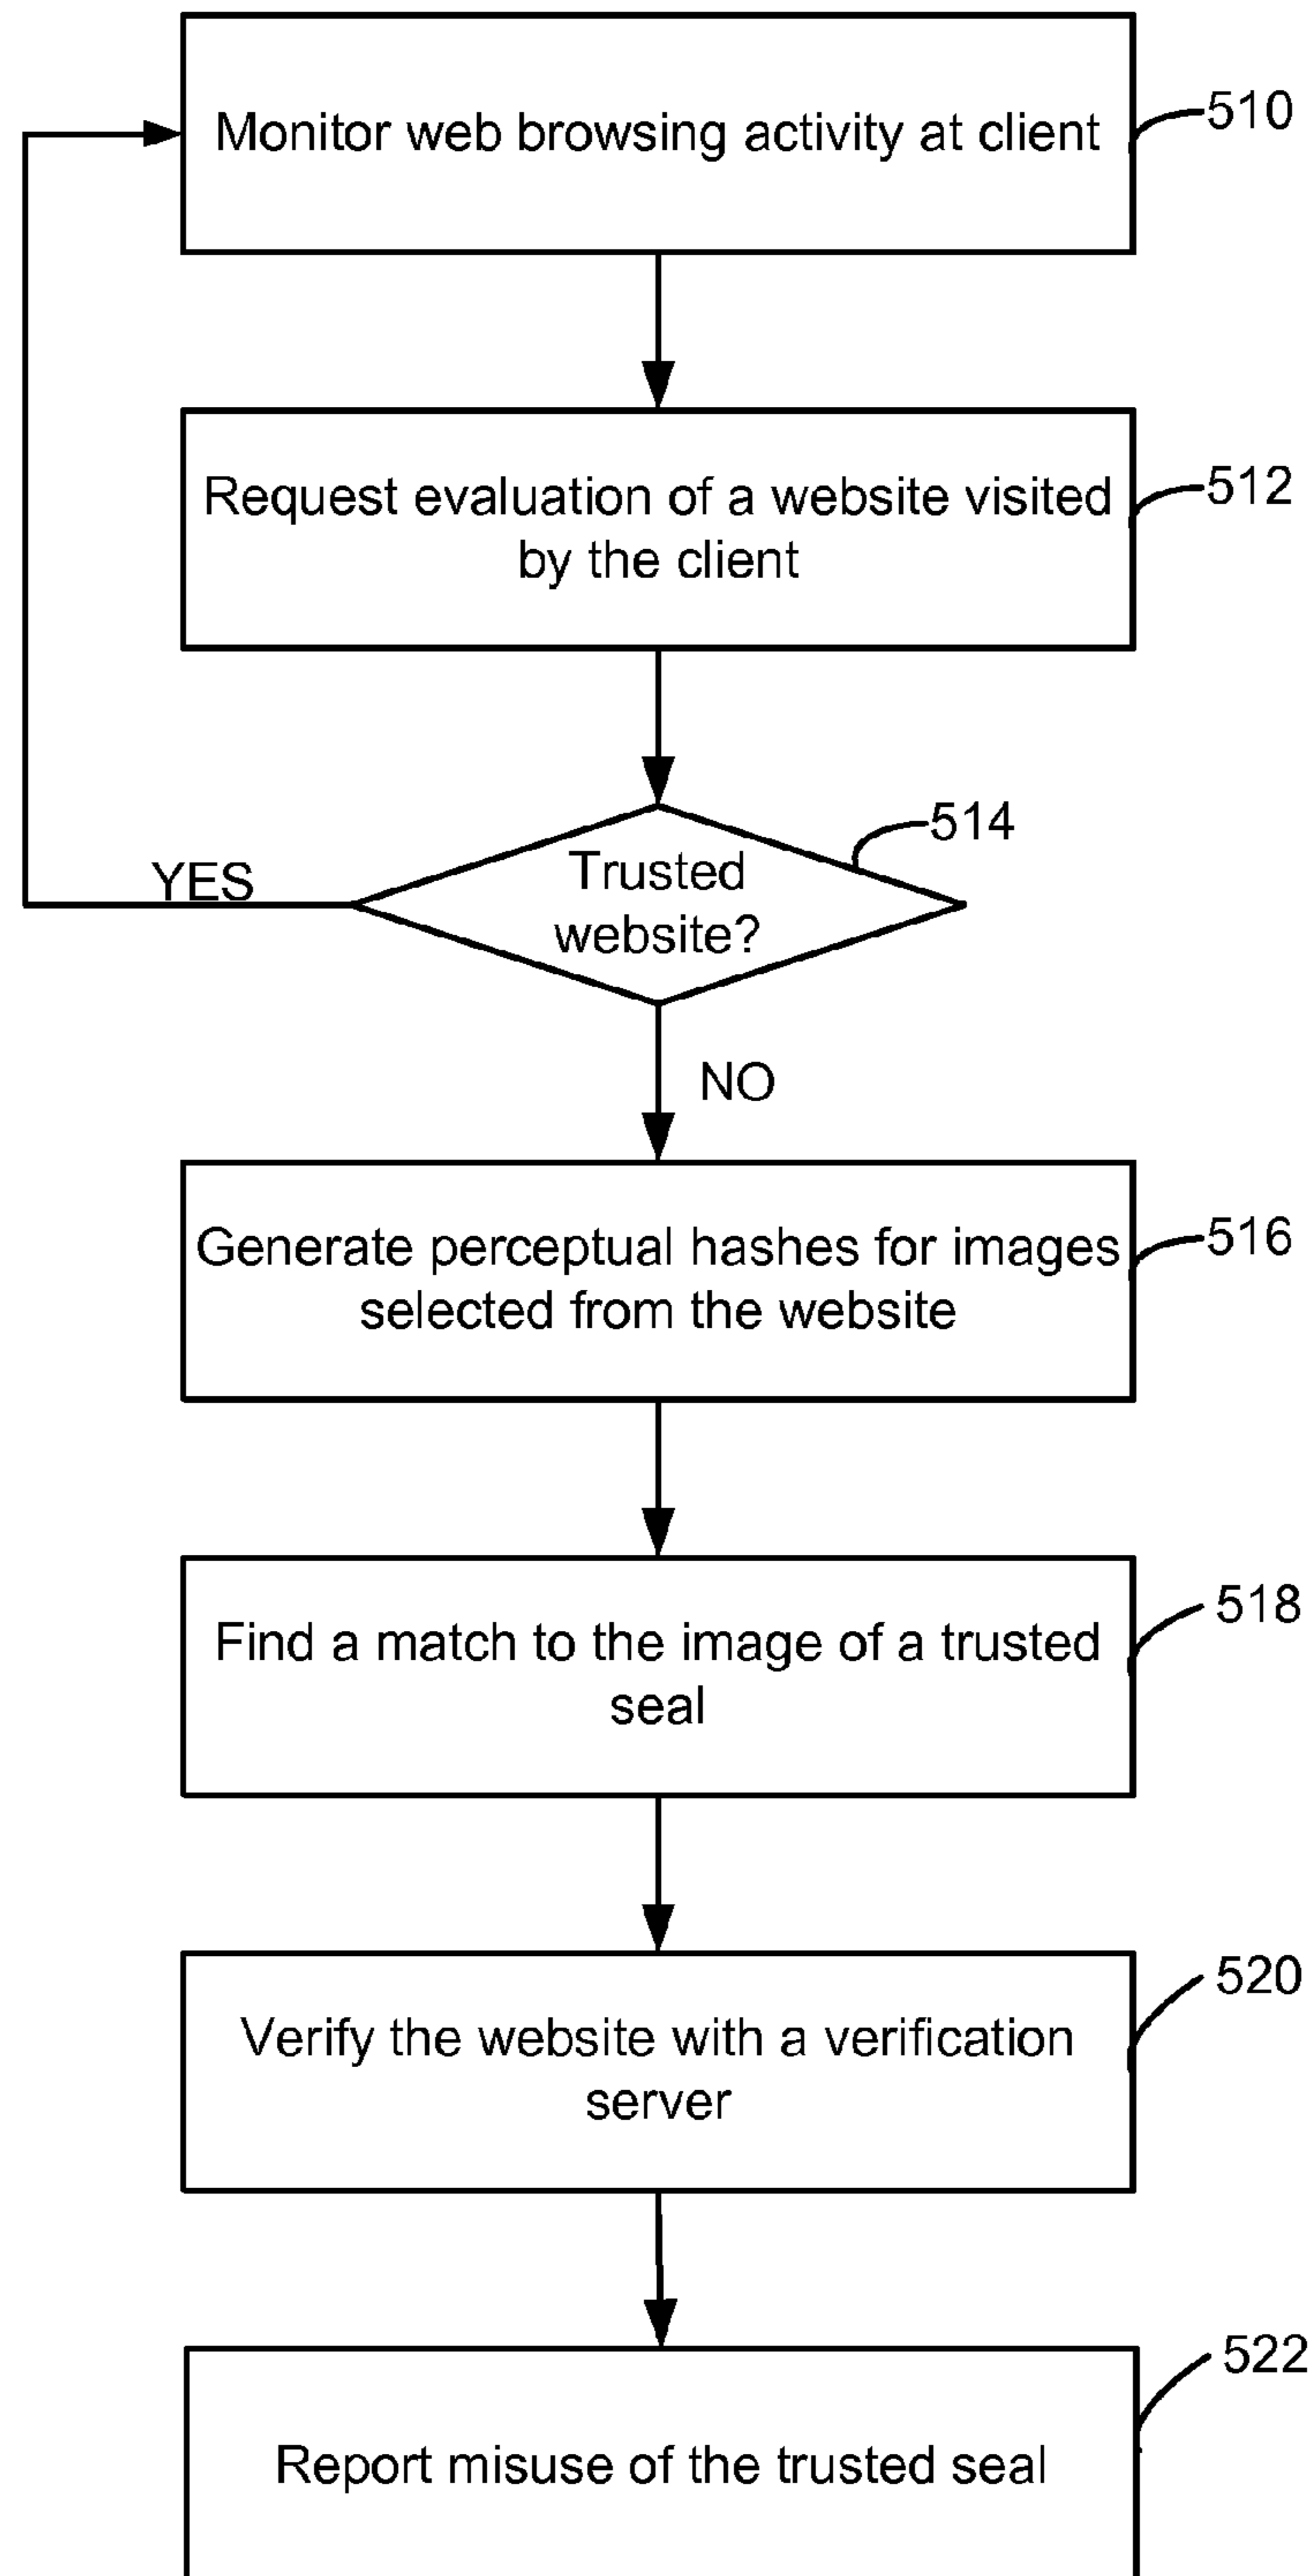 Monitor web browsing activity at client
510
Request evaluation of a website visited
by the client
512
514
Trusted
website?
YES
NO
Generate perceptual hashes for images
selected from the website
516
Find a match to the image of a trusted
seal
518
Verify the website with a verification
server
520
Report misuse of the trusted seal
522